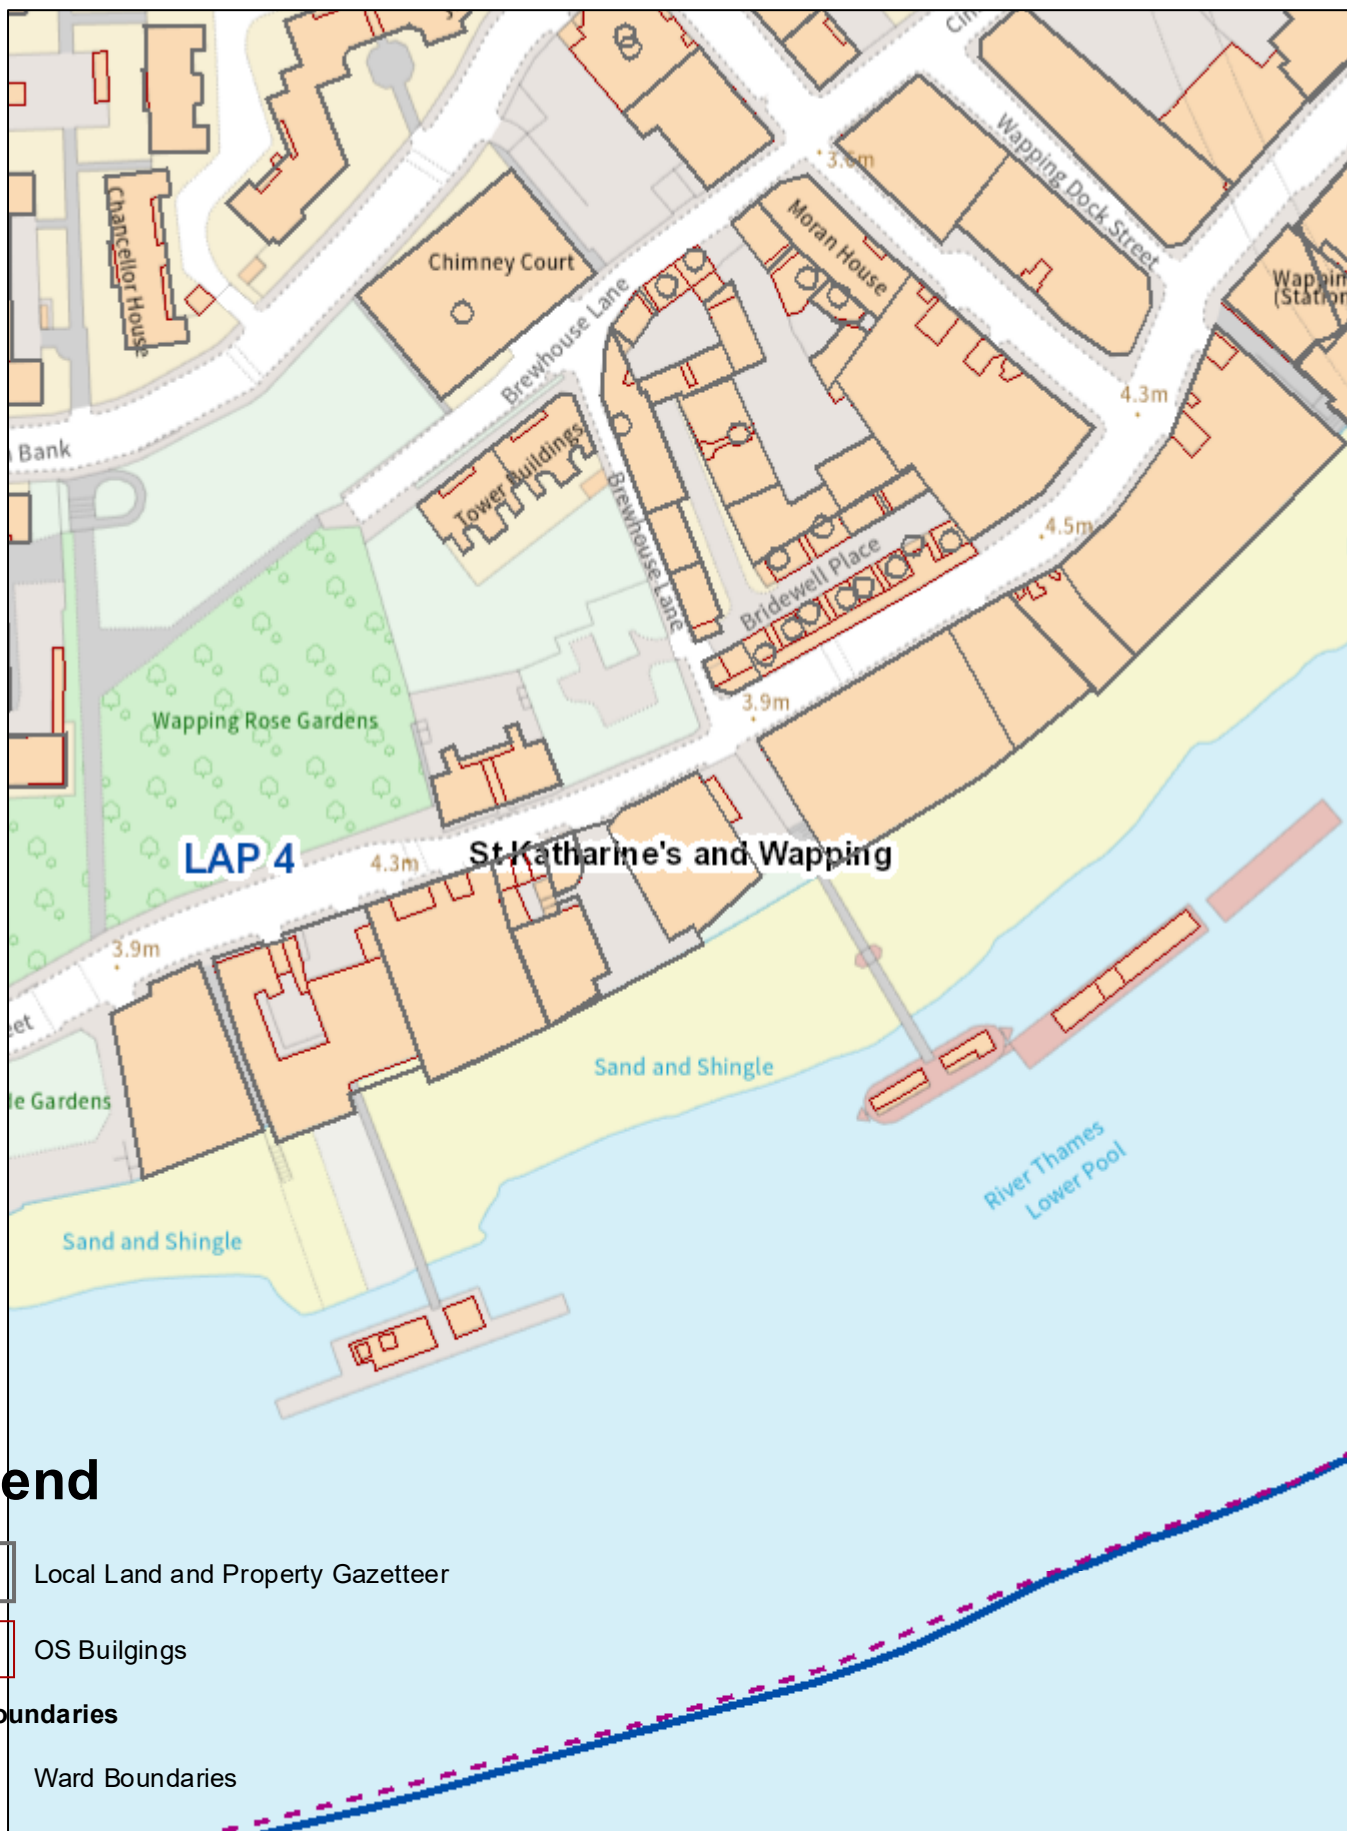 Wapping Dock Street
3.6m
Moran House
Chancellor House
Chimney Court
Brewhouse Lane
4.3m
Bank
Tower Buildings
Brewhouse Lane
4.5m
Bridewell Place
3.9m
Wapping Rose Gardens
LAP 4
4.3m
St Katharine's and Wapping
3.9m
Sand and Shingle
Gardens
River Thames
Lower Pool
Sand and Shingle
end
Local Land and Property Gazetteer
OS Builgings
oundaries
Ward Boundaries